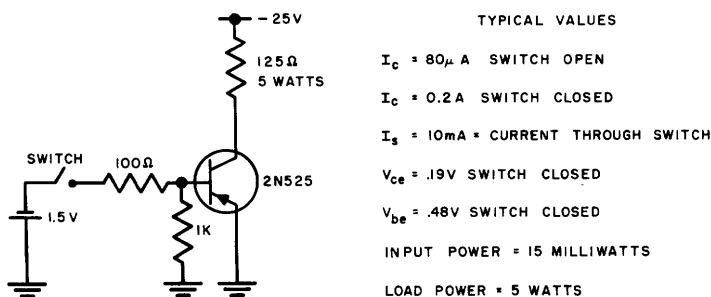 -25V
125Ω
5 WATTS
SWITCH
100Ω
2N525
1.5V
1K
TYPICAL VALUES
Ic = 80μA SWITCH OPEN
Ic = 0.2A SWITCH CLOSED
Is = 10mA = CURRENT THROUGH SWITCH
Vce = .19V SWITCH CLOSED
Vbe = .48V SWITCH CLOSED
INPUT POWER = 15 MILLIWATTS
LOAD POWER = 5 WATTS